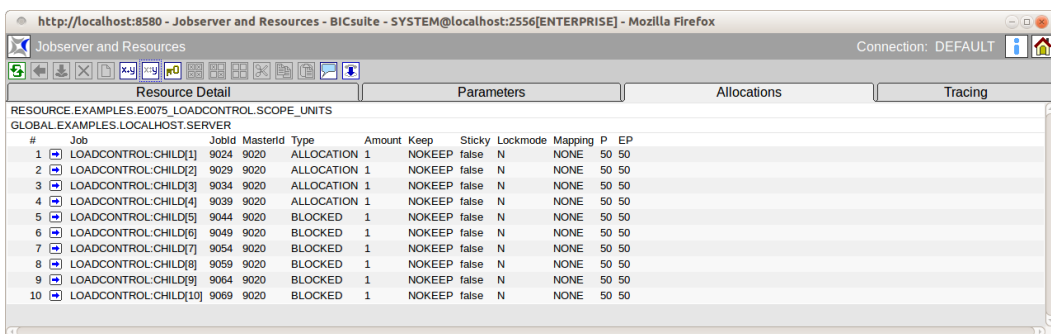 http://localhost:8580 - Jobserver and Resources - BICsuite - SYSTEM@localhost:2556[ENTERPRISE] - Mozilla Firefox
Jobserver and Resources Connection: DEFAULT
Resource Detail Parameters Allocations Tracing
RESOURCE.EXAMPLES.E0075_LOADCONTROL.SCOPE_UNITS
GLOBAL.EXAMPLES.LOCALHOST.SERVER
# Job JobId MasterId Type Amount Keep Sticky Lockmode Mapping P EP
1 LOADCONTROL:CHILD[1] 9024 9020 ALLOCATION 1 NOKEEP false N NONE 50 50
2 LOADCONTROL:CHILD[2] 9029 9020 ALLOCATION 1 NOKEEP false N NONE 50 50
3 LOADCONTROL:CHILD[3] 9034 9020 ALLOCATION 1 NOKEEP false N NONE 50 50
4 LOADCONTROL:CHILD[4] 9039 9020 ALLOCATION 1 NOKEEP false N NONE 50 50
5 LOADCONTROL:CHILD[5] 9044 9020 BLOCKED 1 NOKEEP false N NONE 50 50
6 LOADCONTROL:CHILD[6] 9049 9020 BLOCKED 1 NOKEEP false N NONE 50 50
7 LOADCONTROL:CHILD[7] 9054 9020 BLOCKED 1 NOKEEP false N NONE 50 50
8 LOADCONTROL:CHILD[8] 9059 9020 BLOCKED 1 NOKEEP false N NONE 50 50
9 LOADCONTROL:CHILD[9] 9064 9020 BLOCKED 1 NOKEEP false N NONE 50 50
10 LOADCONTROL:CHILD[10] 9069 9020 BLOCKED 1 NOKEEP false N NONE 50 50